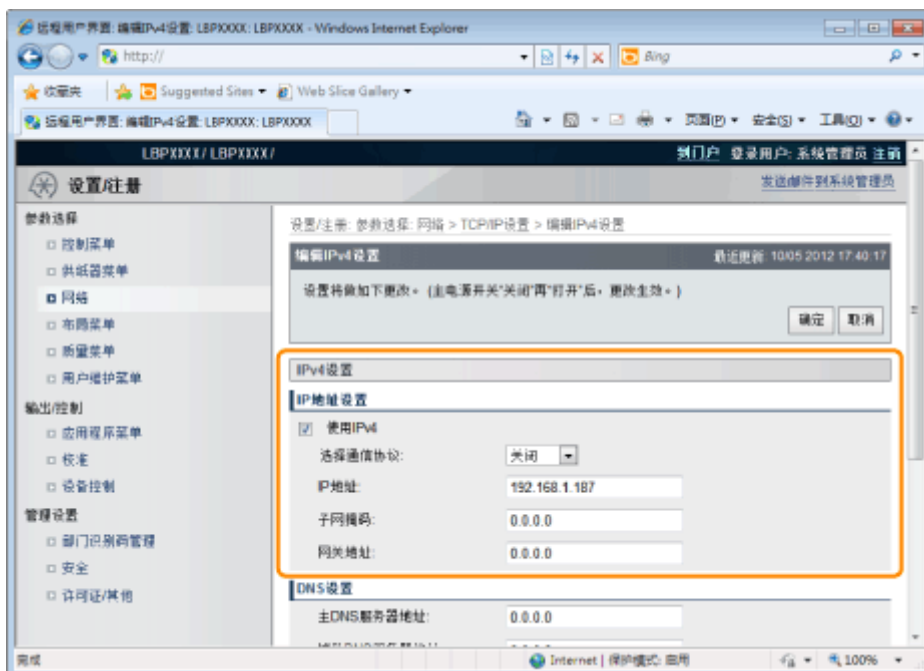 远程用户界面: 编辑IPv4设置: LBPXXXX: LBPXXXX - Windows Internet Explorer
http://
Bing
收藏夹 Suggested Sites Web Slice Gallery
远程用户界面: 编辑IPv4设置: LBPXXXX: LBPXXXX 页面(P) 安全(S) 工具(O)
LBPXXXX/ LBPXXXX/ 到门户 登录用户: 系统管理员 注销
设置/注册 发送邮件到系统管理员
参数选择
控制菜单
供纸器菜单
网络
布局菜单
质量菜单
用户维护菜单
输出/控制
应用程序菜单
校准
设备控制
管理设置
部门识别码管理
安全
许可证/其他
设置/注册: 参数选择: 网络 > TCP/IP设置 > 编辑IPv4设置
编辑IPv4设置 最近更新: 10/05 2012 17:40:17
设置将做如下更改。 (主电源开关"关闭"再"打开"后，更改生效。)
确定 取消
IPv4设置
IP地址设置
使用IPv4
选择通信协议: 关闭
IP地址: 192.168.1.187
子网掩码: 0.0.0.0
网关地址: 0.0.0.0
DNS设置
主DNS服务器地址: 0.0.0.0
完成 Internet | 保护模式: 启用 100%